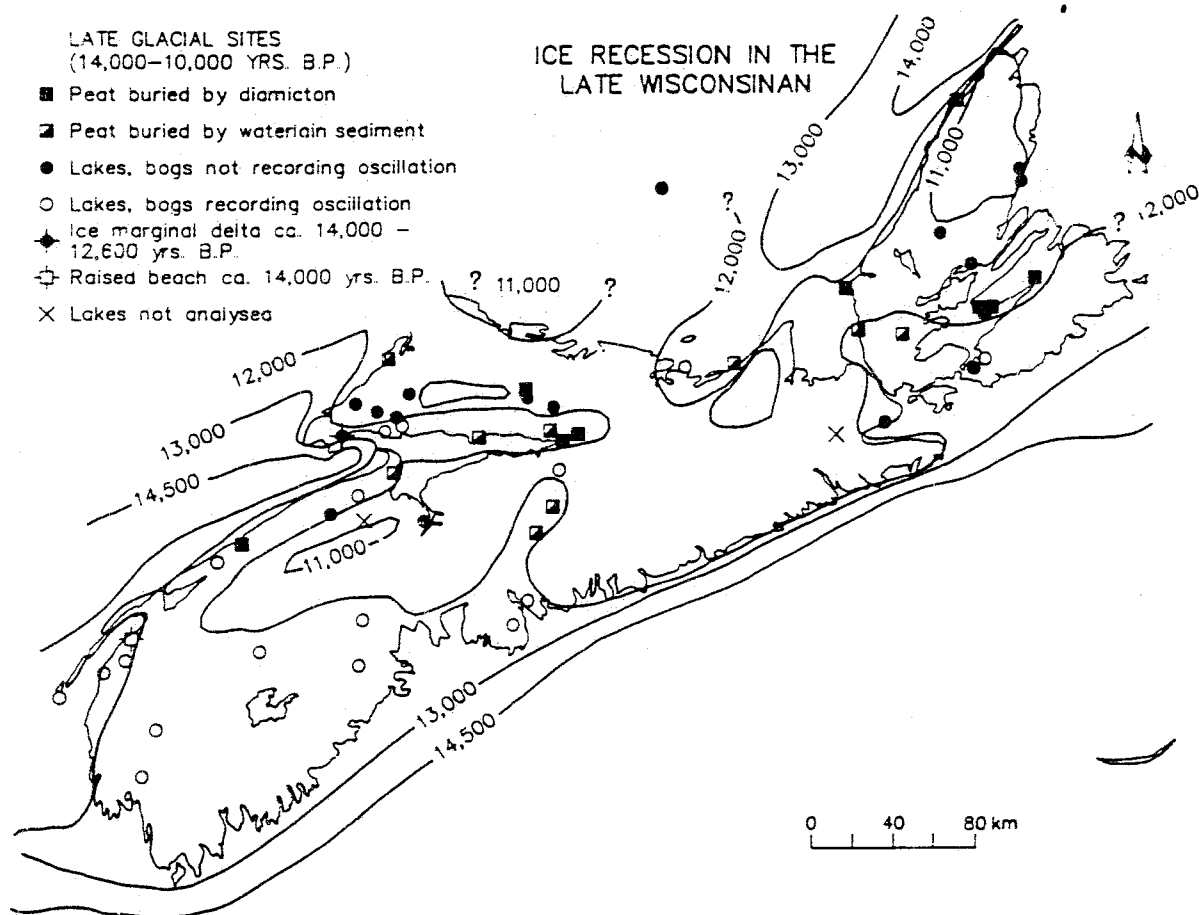 LATE GLACIAL SITES
(14,000–10,000 YRS. B.P.)
Peat buried by diamicton
Peat buried by waterlain sediment
Lakes, bogs not recording oscillation
Lakes, bogs recording oscillation
Ice marginal delta ca. 14,000 –
12,600 yrs. B.P.
Raised beach ca. 14,000 yrs. B.P.
Lakes not analysed
ICE RECESSION IN THE
LATE WISCONSINAN
14,000
13,000
11,000
?
12,000
?
12,000
? 11,000 ?
12,000
13,000
14,500
11,000
13,000
14,500
0 40 80 km